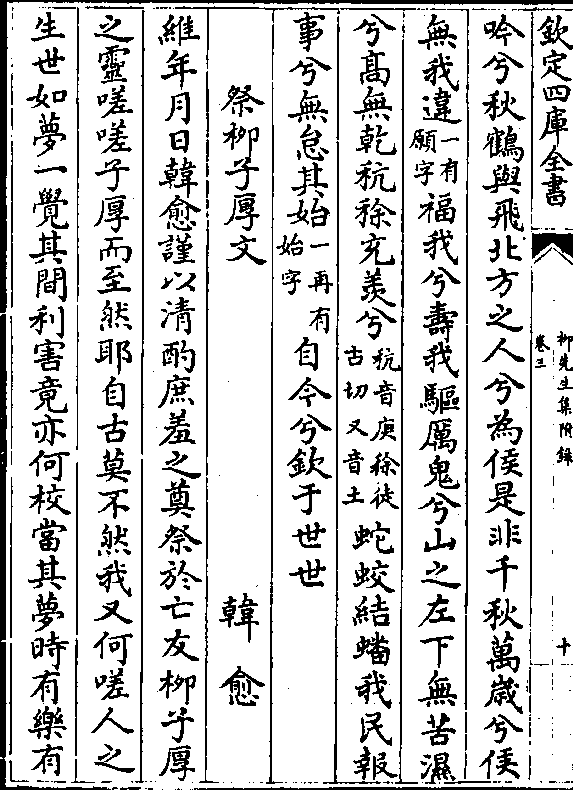 欽定四庫全書
柳先生集附錄
卷三
十
吟兮秋鶴與飛北方之人兮為侯是非千秋萬歲兮侯
無我違一有願字福我兮壽我驅厲鬼兮山之左下無苦濕
兮髙無乾秔稌充羨兮秔音庚稌徒古切又音土蛇蛟結蟠我民報
事兮無怠其始一再有始字自今兮欽于世世
祭栁子厚文
韓愈
維年月日韓愈謹以清酌庶羞之奠祭於亡友栁子厚
之靈嗟嗟子厚而至然耶自古莫不然我又何嗟人之
生世如夢一覺其間利害竟亦何校當其夢時有樂有